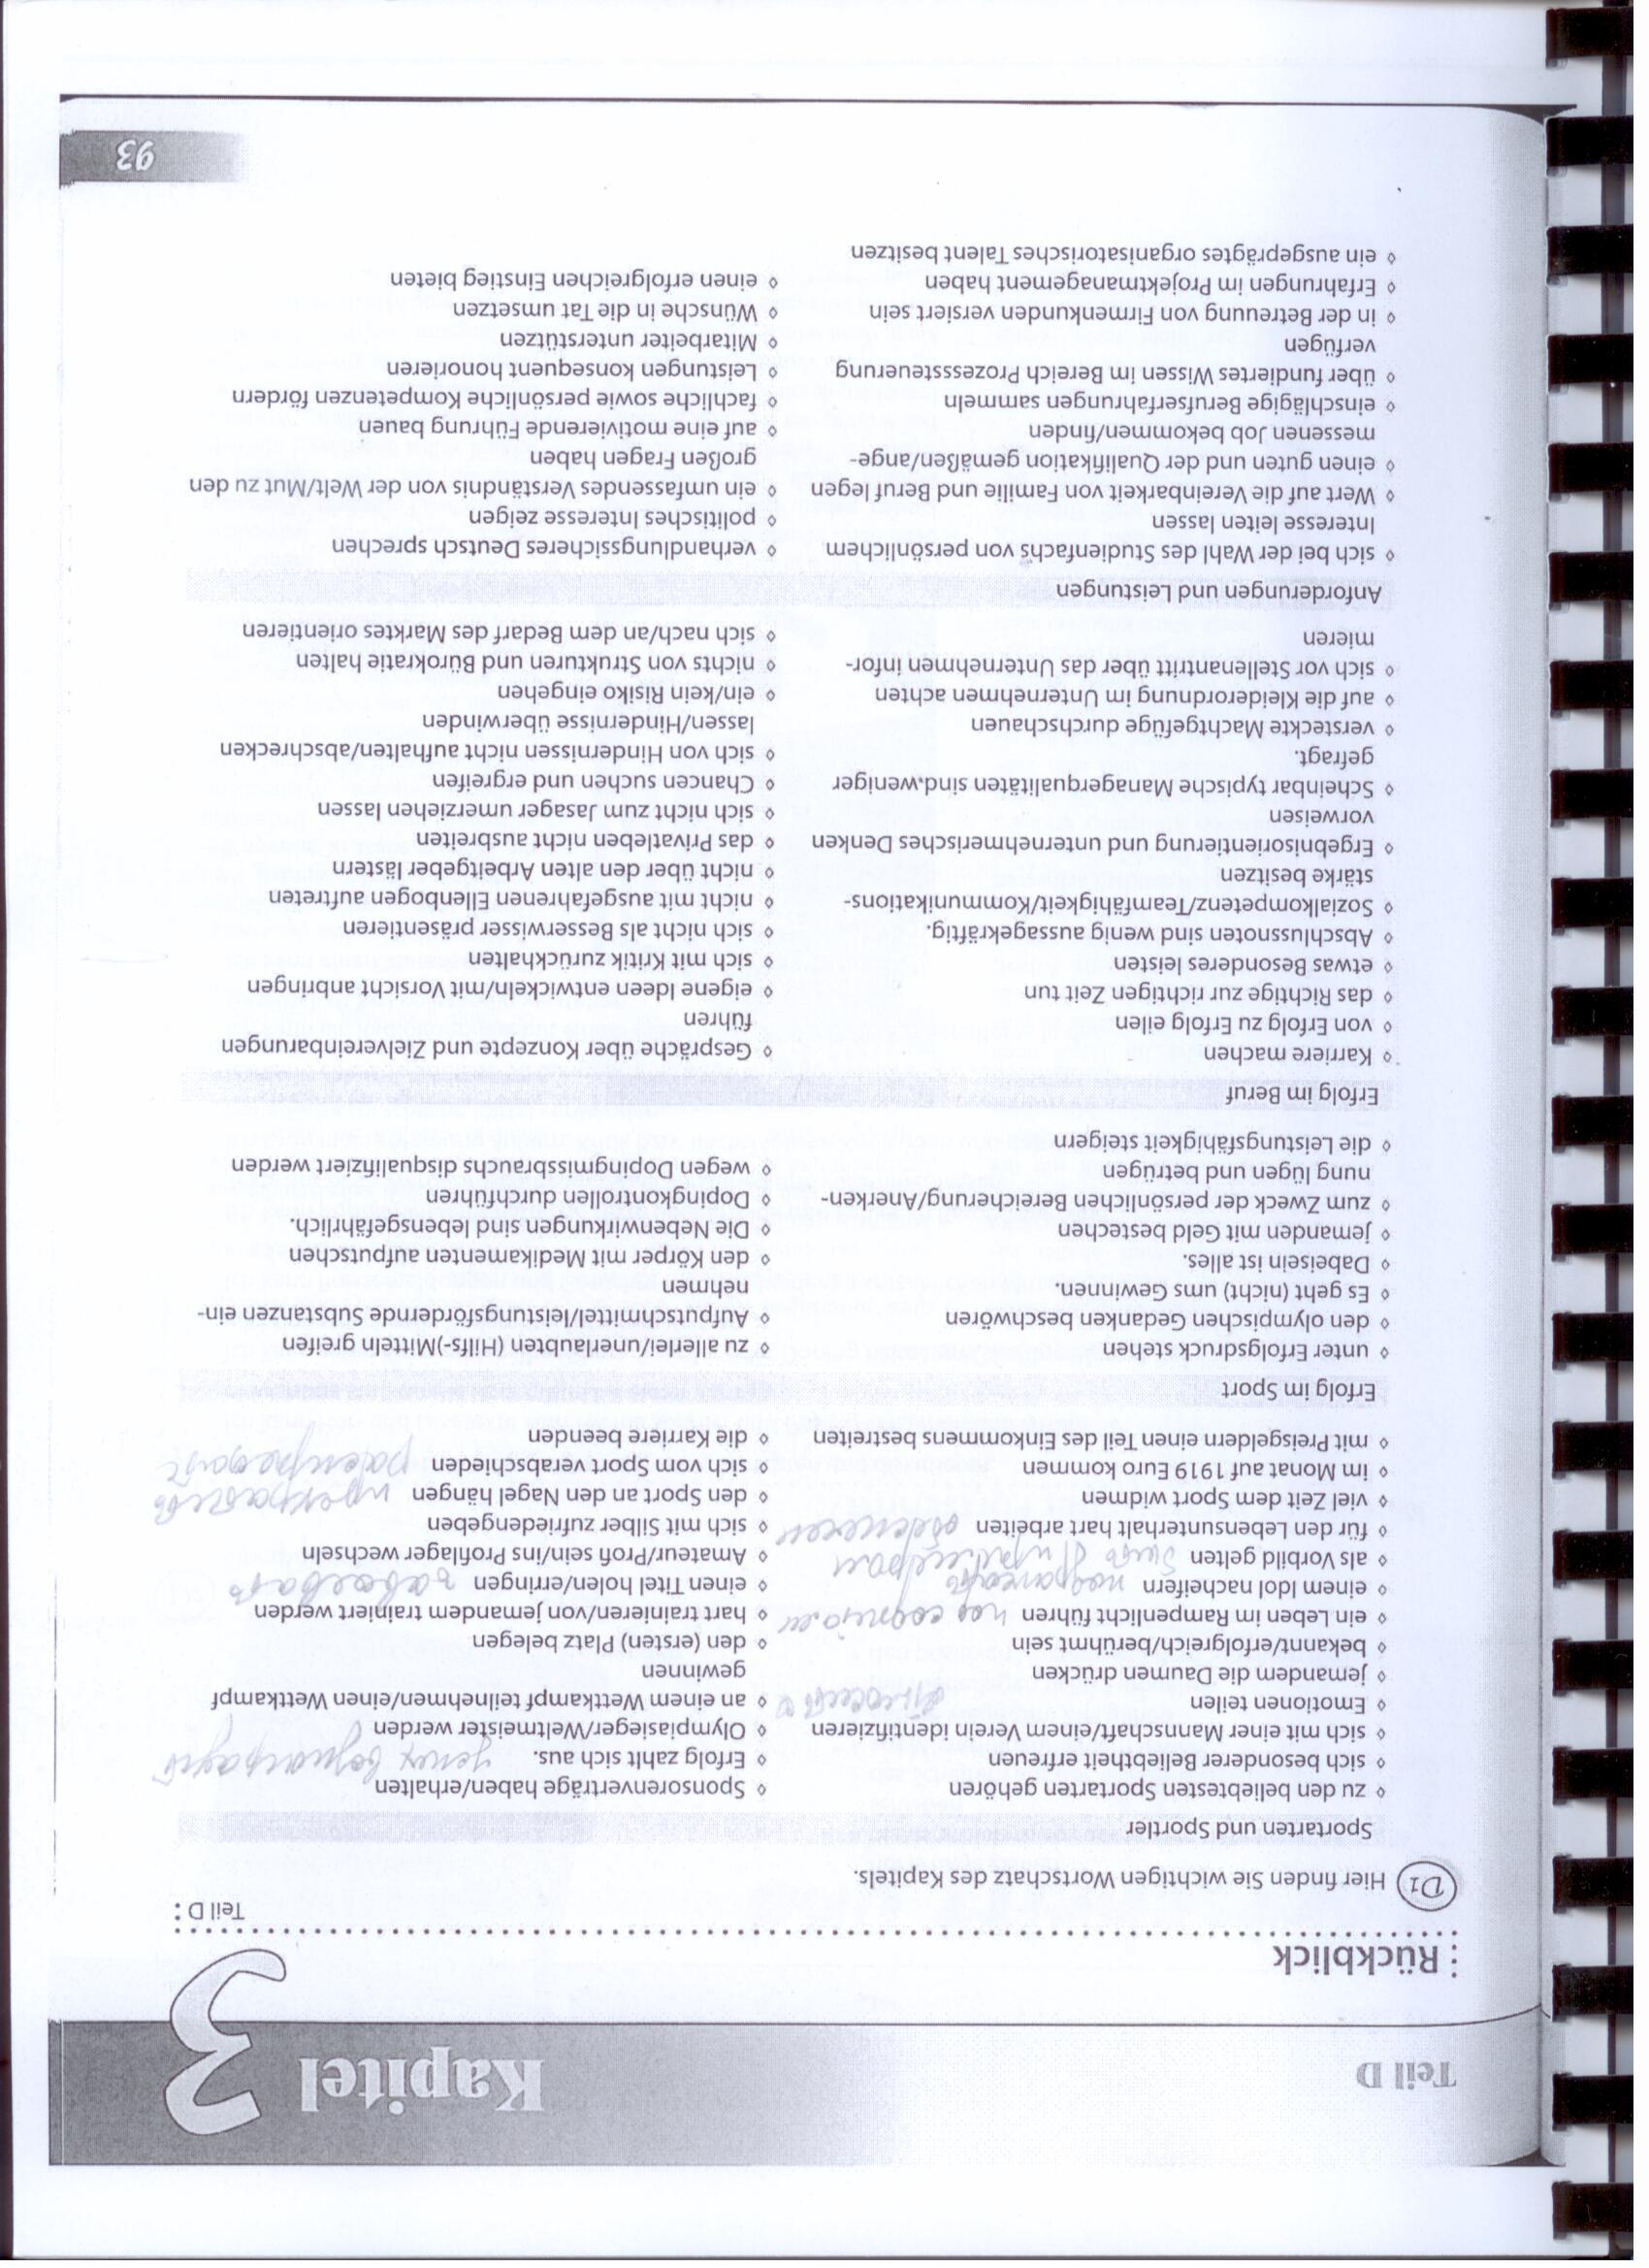 Teil D
Kapitel 3
Rückblick
Teil D
D1 Hier finden Sie wichtigen Wortschatz des Kapitels.
Sportarten und Sportler
◊ zu den beliebtesten Sportarten gehören
◊ sich besonderer Beliebtheit erfreuen
◊ sich mit einer Mannschaft/einem Verein identifizieren
◊ Emotionen teilen
◊ jemandem die Daumen drücken
◊ bekannt/erfolgreich/berühmt sein
◊ ein Leben im Rampenlicht führen под
◊ einem Idol nacheifern подражать
◊ als Vorbild gelten быть примером
◊ für den Lebensunterhalt hart arbeiten
◊ viel Zeit dem Sport widmen
◊ im Monat auf 1919 Euro kommen
◊ mit Preisgeldern einen Teil des Einkommens bestreiten
◊ Sponsorenverträge haben/erhalten
◊ Erfolg zahlt sich aus. успех
◊ Olympiasieger/Weltmeister werden
◊ an einem Wettkampf teilnehmen/einen Wettkampf
gewinnen
◊ den (ersten) Platz belegen
◊ hart trainieren/von jemandem trainiert werden
◊ einen Titel holen/erringen завоевать
◊ Amateur/Profi sein/ins Profilager wechseln
◊ sich mit Silber zufriedengeben
◊ den Sport an den Nagel hängen прекратить
◊ sich vom Sport verabschieden
◊ die Karriere beenden
Erfolg im Sport
◊ unter Erfolgsdruck stehen
◊ den olympischen Gedanken beschwören
◊ Es geht (nicht) ums Gewinnen.
◊ Dabeisein ist alles.
◊ jemanden mit Geld bestechen
◊ zum Zweck der persönlichen Bereicherung/Anerken-
nung lügen und betrügen
◊ die Leistungsfähigkeit steigern
◊ zu allerlei/unerlaubten (Hilfs-)Mitteln greifen
◊ Aufputschmittel/leistungsfördernde Substanzen ein-
nehmen
◊ den Körper mit Medikamenten aufputschen
◊ Die Nebenwirkungen sind lebensgefährlich.
◊ Dopingkontrollen durchführen
◊ wegen Dopingmissbrauchs disqualifiziert werden
Erfolg im Beruf
◊ Karriere machen
◊ von Erfolg zu Erfolg eilen
◊ das Richtige zur richtigen Zeit tun
◊ etwas Besonderes leisten
◊ Abschlussnoten sind wenig aussagekräftig.
◊ Sozialkompetenz/Teamfähigkeit/Kommunikations-
stärke besitzen
◊ Ergebnisorientierung und unternehmerisches Denken
vorweisen
◊ Scheinbar typische Managerqualitäten sind weniger
gefragt.
◊ versteckte Machtgefüge durchschauen
◊ auf die Kleiderordnung im Unternehmen achten
◊ sich vor Stellenantritt über das Unternehmen infor-
mieren
◊ Gespräche über Konzepte und Zielvereinbarungen
führen
◊ eigene Ideen entwickeln/mit Vorsicht anbringen
◊ sich mit Kritik zurückhalten
◊ sich nicht als Besserwisser präsentieren
◊ nicht mit ausgefahrenen Ellenbogen auftreten
◊ nicht über den alten Arbeitgeber lästern
◊ das Privatleben nicht ausbreiten
◊ sich nicht zum Jasager umerziehen lassen
◊ Chancen suchen und ergreifen
◊ sich von Hindernissen nicht aufhalten/abschrecken
lassen/Hindernisse überwinden
◊ ein/kein Risiko eingehen
◊ nichts von Strukturen und Bürokratie halten
◊ sich nach/an dem Bedarf des Marktes orientieren
Anforderungen und Leistungen
◊ sich bei der Wahl des Studienfachs von persönlichem
Interesse leiten lassen
◊ Wert auf die Vereinbarkeit von Familie und Beruf legen
◊ einen guten und der Qualifikation gemäßen/ange-
messenen Job bekommen/finden
◊ einschlägige Berufserfahrungen sammeln
◊ über fundiertes Wissen im Bereich Prozesssteuerung
verfügen
◊ in der Betreuung von Firmenkunden versiert sein
◊ Erfahrungen im Projektmanagement haben
◊ ein ausgeprägtes organisatorisches Talent besitzen
◊ verhandlungssicheres Deutsch sprechen
◊ politisches Interesse zeigen
◊ ein umfassendes Verständnis von der Welt/Mut zu den
großen Fragen haben
◊ auf eine motivierende Führung bauen
◊ fachliche sowie persönliche Kompetenzen fördern
◊ Leistungen konsequent honorieren
◊ Mitarbeiter unterstützen
◊ Wünsche in die Tat umsetzen
◊ einen erfolgreichen Einstieg bieten
93